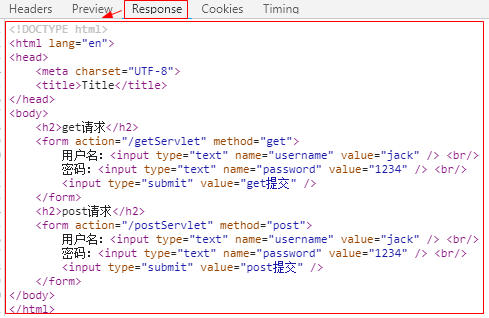 Headers Preview Response Cookies Timing
<!DOCTYPE html>
<html lang="en">
<head>
    <meta charset="UTF-8">
    <title>Title</title>
</head>
<body>
    <h2>get请求</h2>
    <form action="/getServlet" method="get">
        用户名：<input type="text" name="username" value="jack" /> <br/>
        密码：<input type="text" name="password" value="1234" /> <br/>
        <input type="submit" value="get提交" />
    </form>
    <h2>post请求</h2>
    <form action="/postServlet" method="post">
        用户名：<input type="text" name="username" value="jack" /> <br/>
        密码：<input type="text" name="password" value="1234" /> <br/>
        <input type="submit" value="post提交" />
    </form>
</body>
</html>